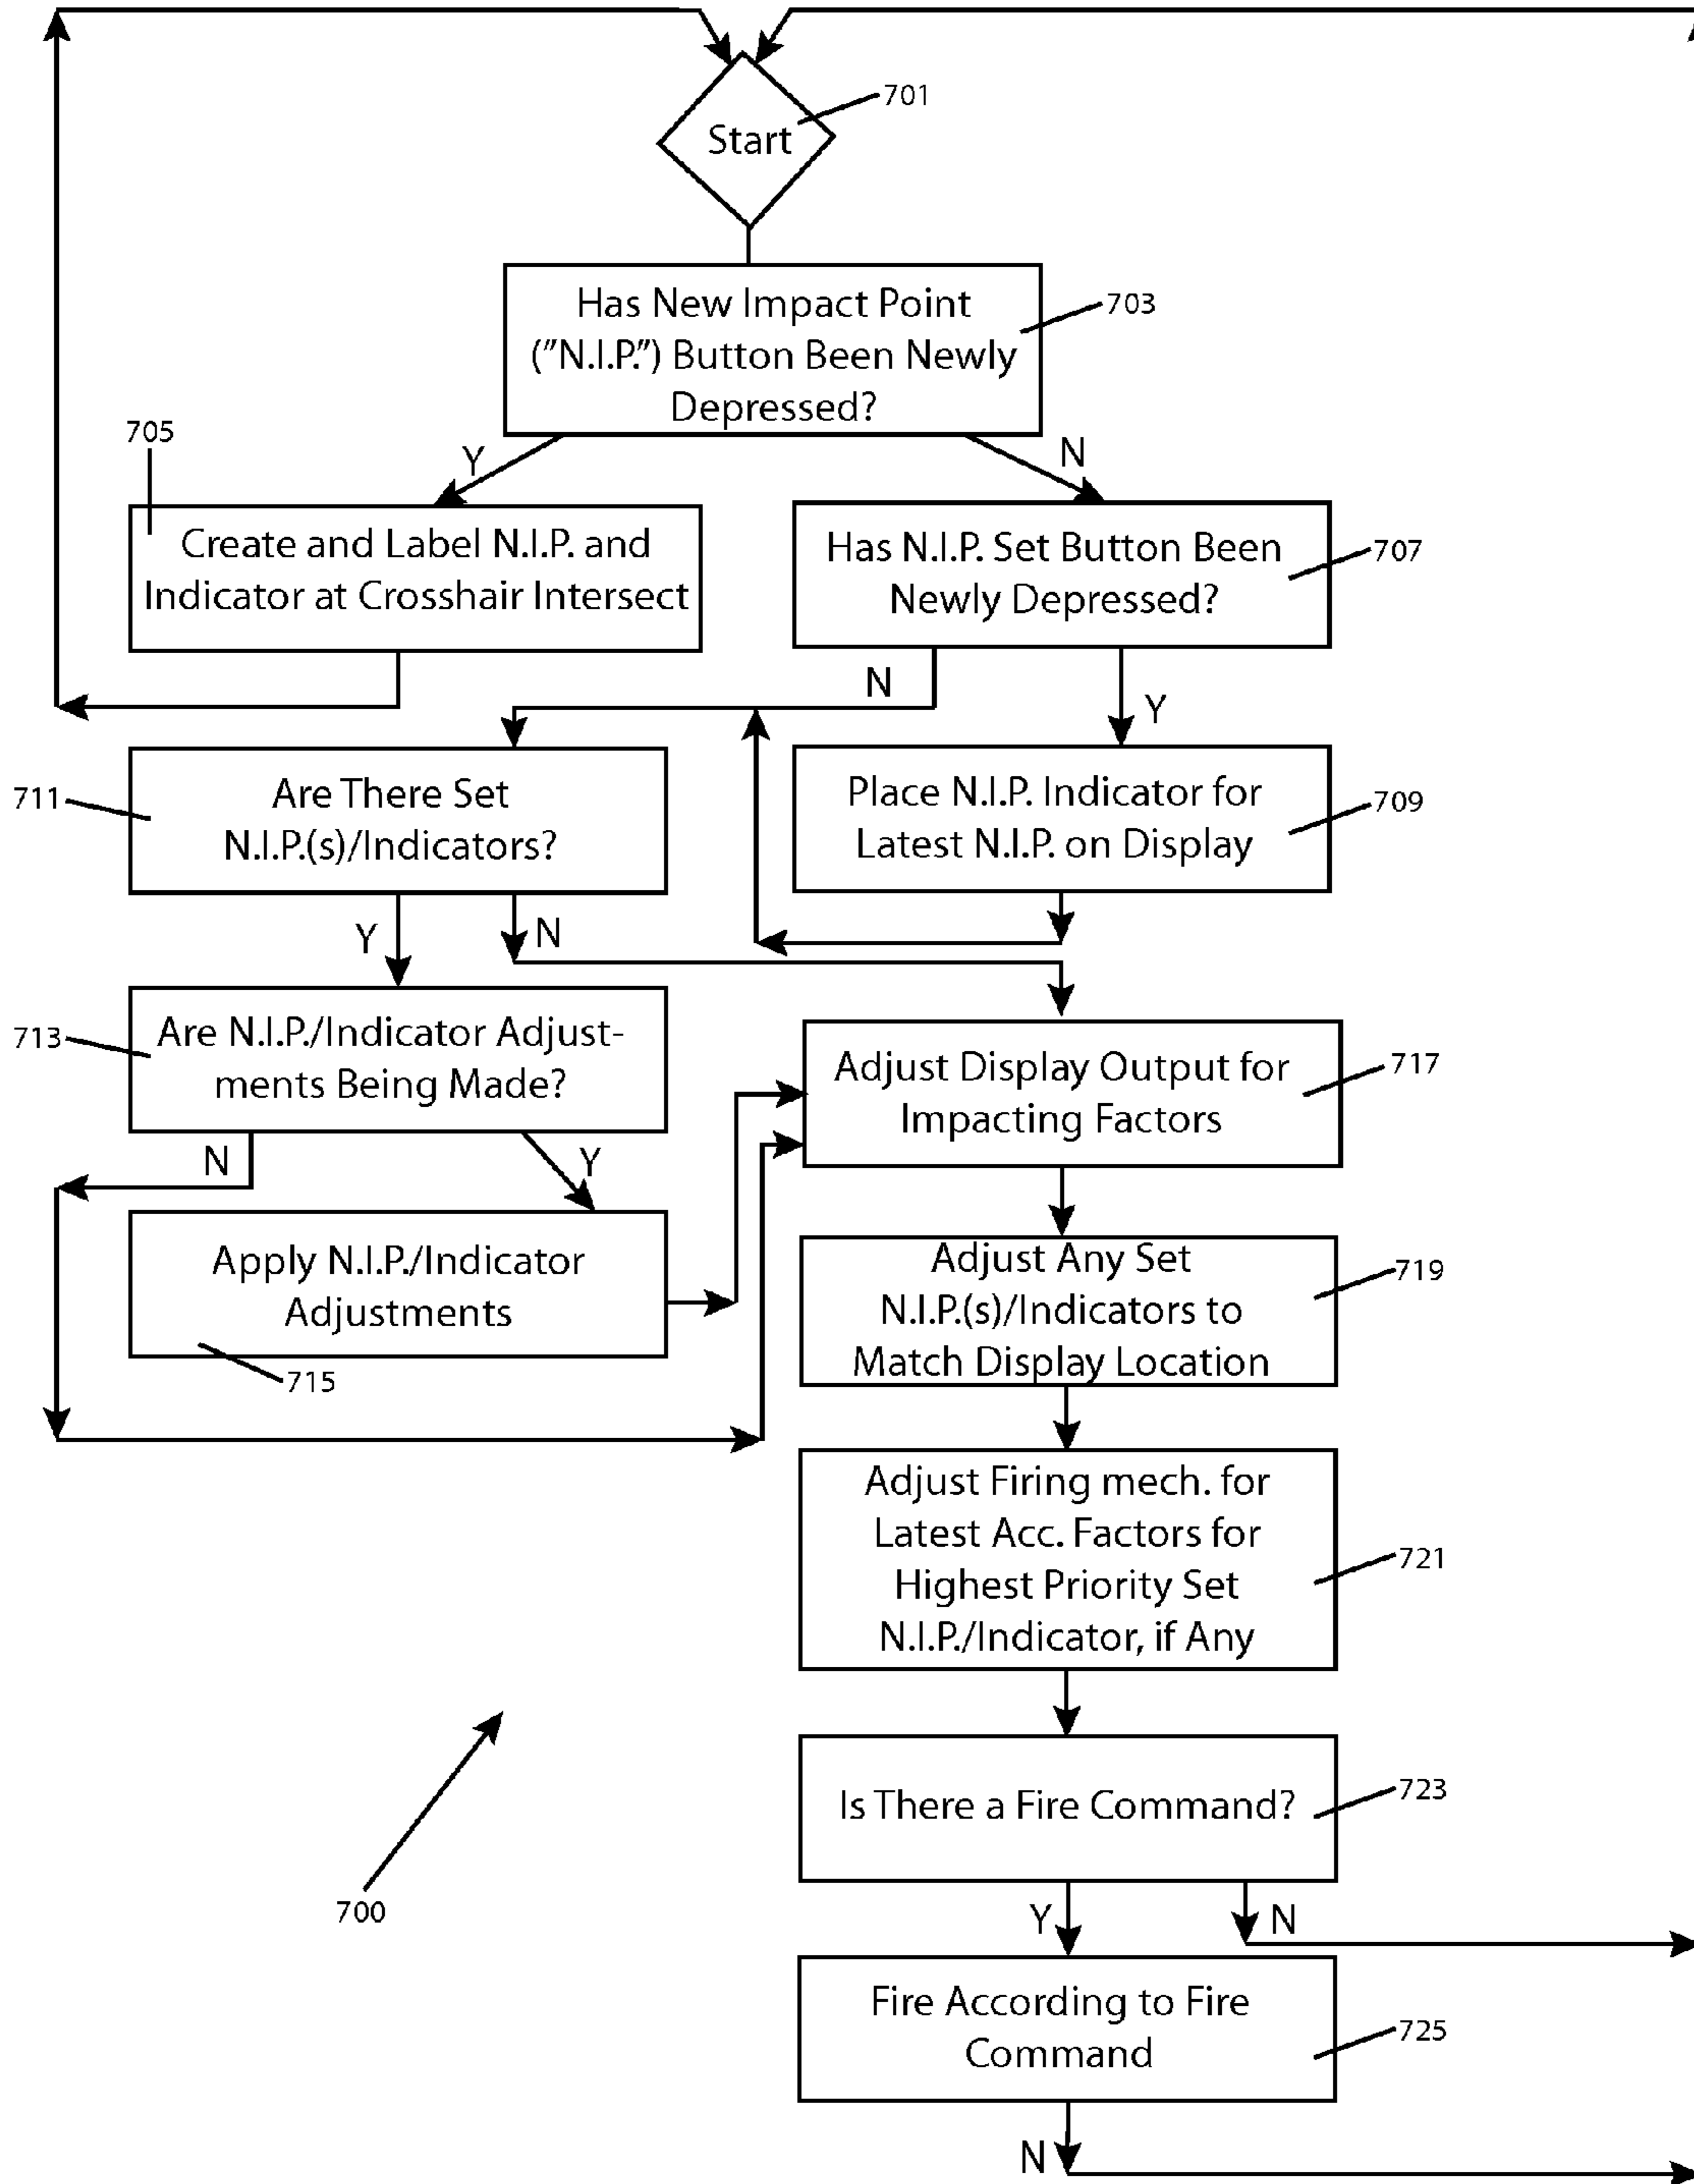 701
Start
Has New Impact Point
("N.I.P.") Button Been Newly
Depressed?
703
Y
N
705
Create and Label N.I.P. and
Indicator at Crosshair Intersect
Has N.I.P. Set Button Been
Newly Depressed?
707
N
Y
711
Are There Set
N.I.P.(s)/Indicators?
Place N.I.P. Indicator for
Latest N.I.P. on Display
709
Y
N
713
Are N.I.P./Indicator Adjust-
ments Being Made?
Adjust Display Output for
Impacting Factors
717
N
Y
Apply N.I.P./Indicator
Adjustments
715
Adjust Any Set
N.I.P.(s)/Indicators to
Match Display Location
719
Adjust Firing mech. for
Latest Acc. Factors for
Highest Priority Set
N.I.P./Indicator, if Any
721
Is There a Fire Command?
723
700
Y
N
Fire According to Fire
Command
725
N